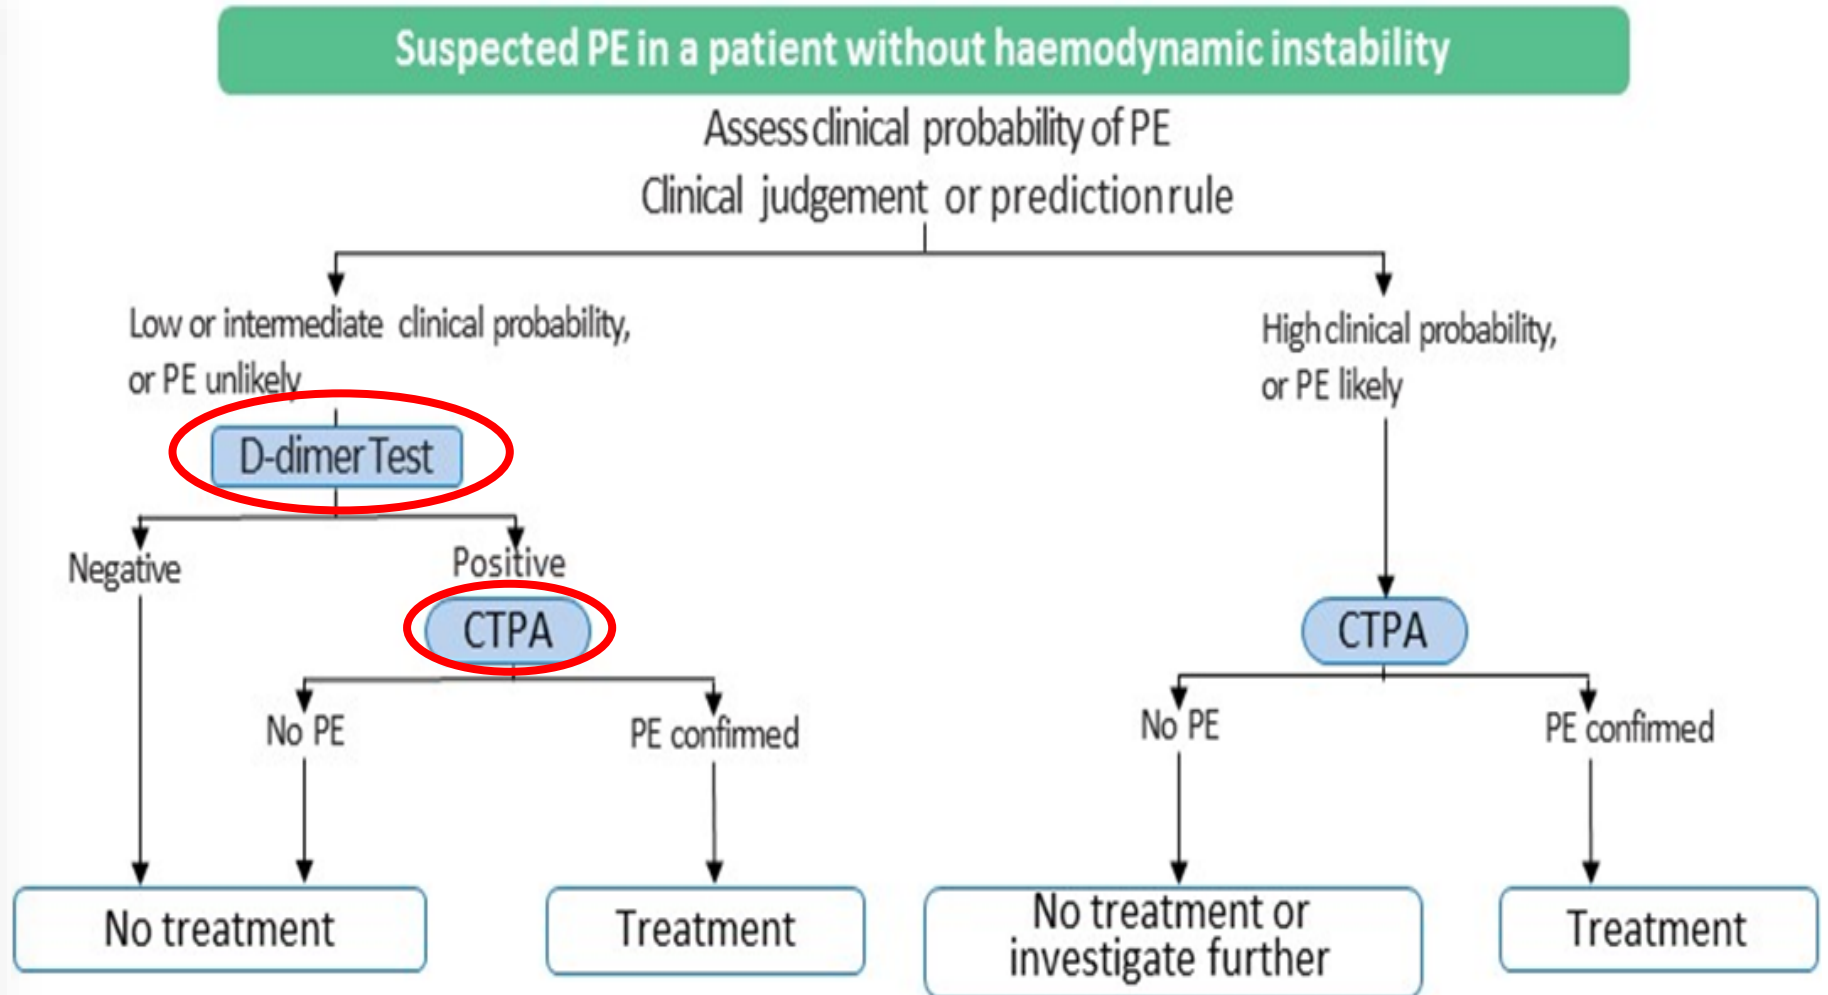 Suspected PE in a patient without haemodynamic instability
Assess clinical probability of PE
Clinical judgement or prediction rule
Low or intermediate clinical probability,
or PE unlikely
High clinical probability,
or PE likely
D-dimer Test
Negative
Positive
CTPA
CTPA
No PE
PE confirmed
No PE
PE confirmed
No treatment
Treatment
No treatment or
investigate further
Treatment